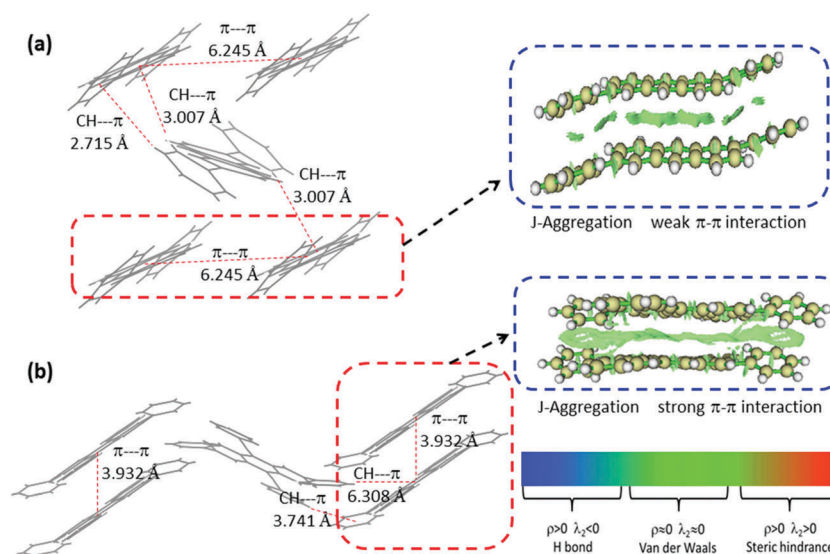 (a)
π---π
6.245 Å
CH---π
2.715 Å
CH---π
3.007 Å
CH---π
3.007 Å
π---π
6.245 Å
J-Aggregation weak π-π interaction
(b)
π---π
3.932 Å
CH---π
3.741 Å
CH---π
6.308 Å
π---π
3.932 Å
J-Aggregation strong π-π interaction
ρ>0 λ₂<0
H bond
ρ≈0 λ₂≈0
Van der Waals
ρ>0 λ₂>0
Steric hindrance